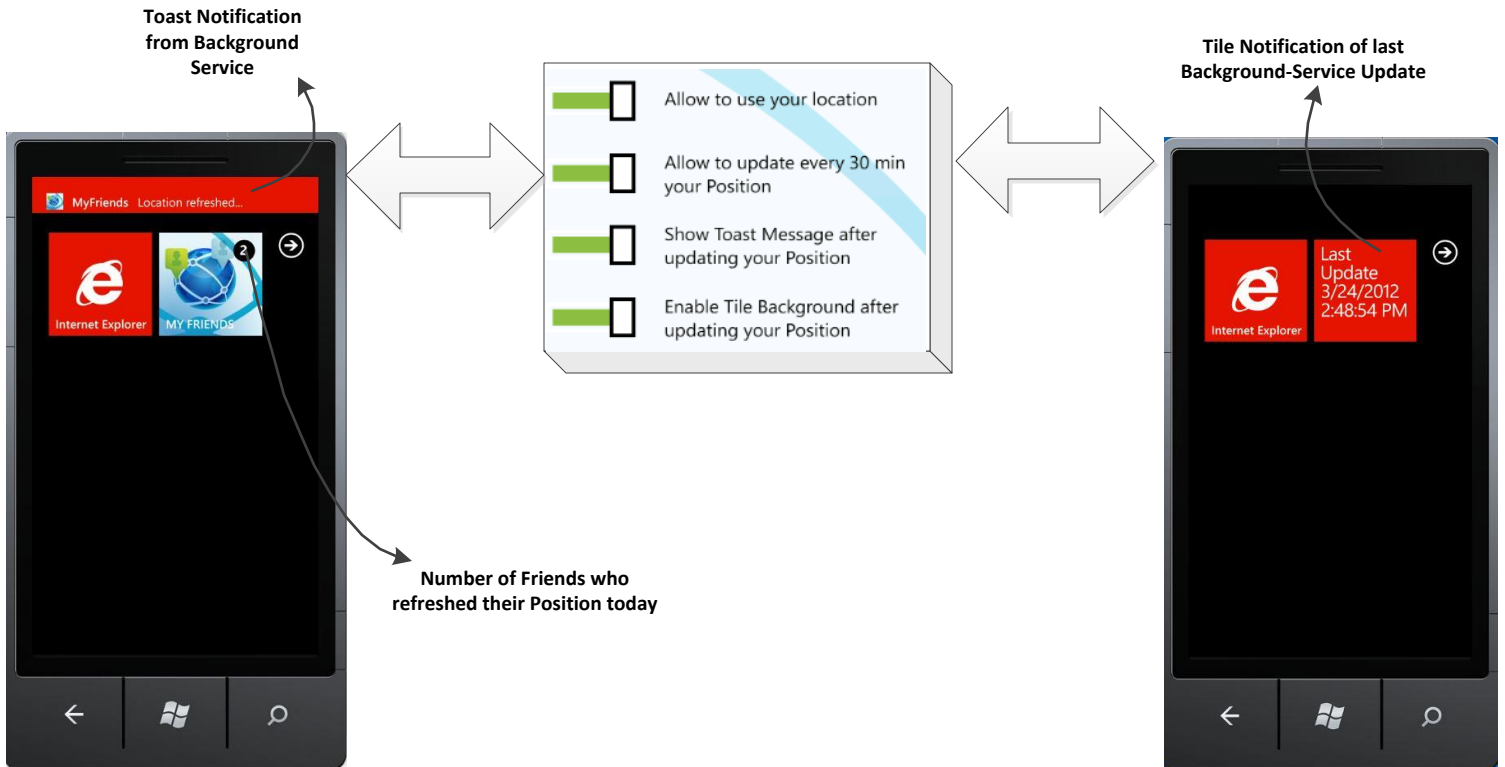 Toast Notification
from Background
Service
MyFriends Location refreshed...
Internet Explorer
MY FRIENDS
2
Number of Friends who
refreshed their Position today
Allow to use your location
Allow to update every 30 min
your Position
Show Toast Message after
updating your Position
Enable Tile Background after
updating your Position
Tile Notification of last
Background-Service Update
Internet Explorer
Last
Update
3/24/2012
2:48:54 PM